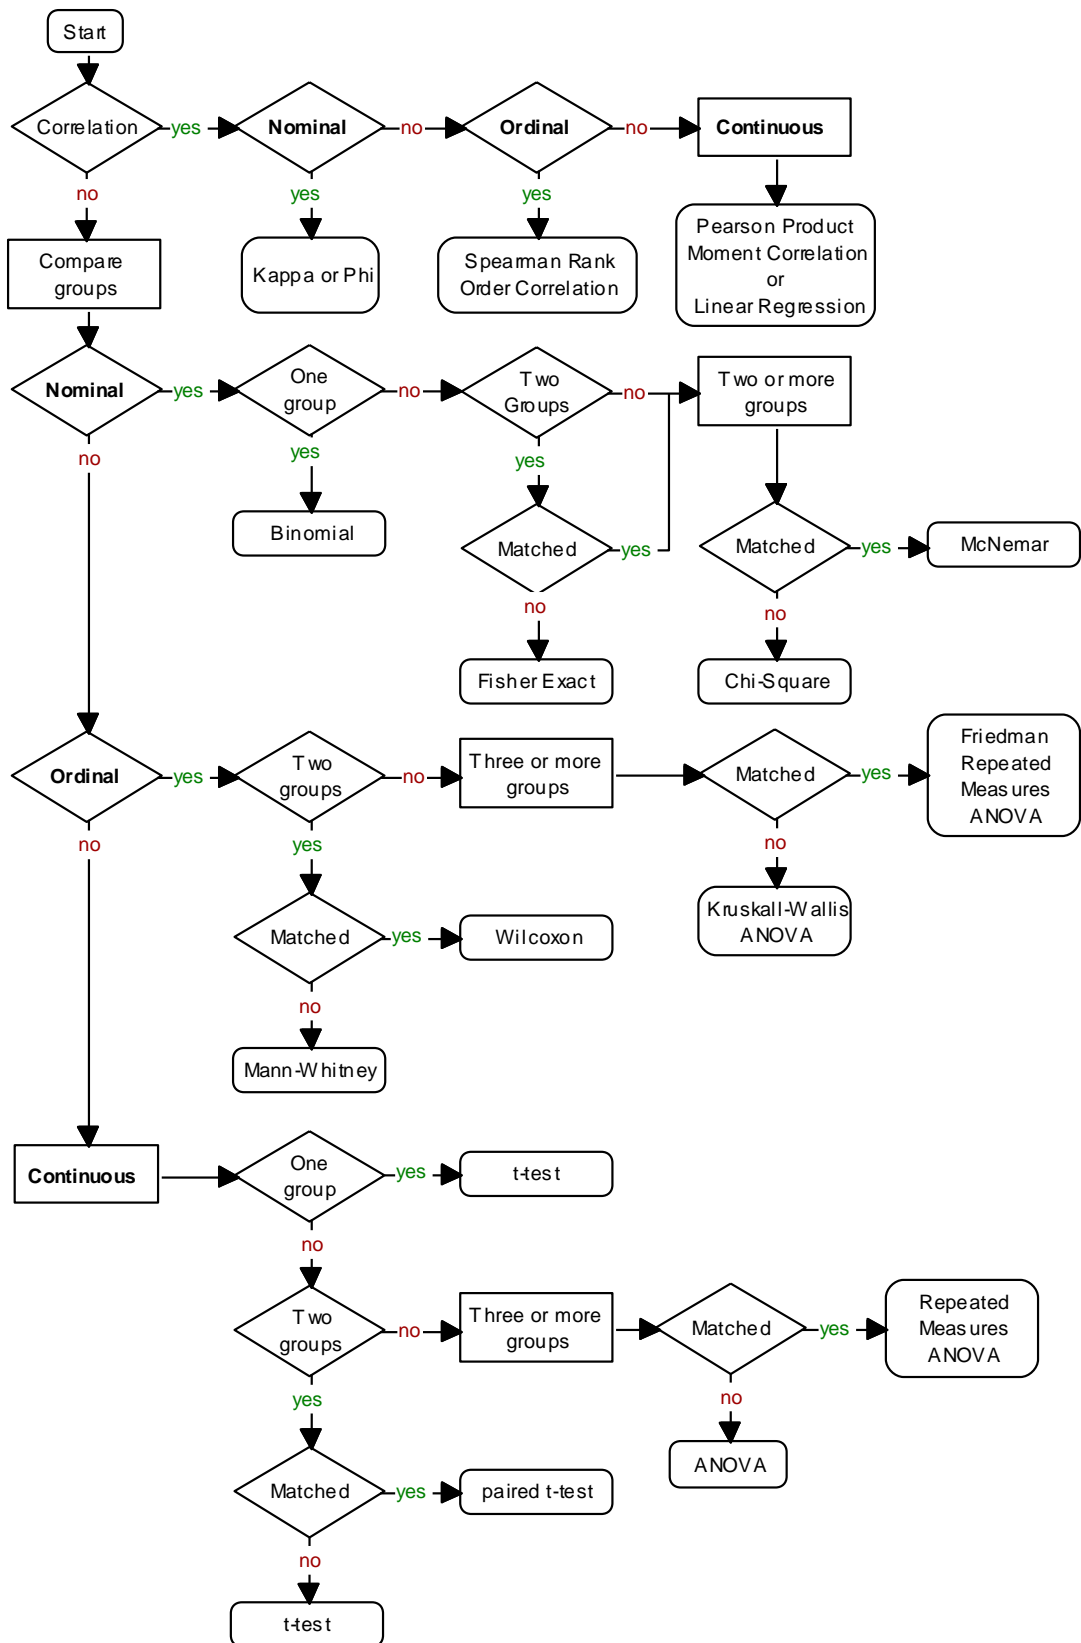 Start
Correlation
yes
Nominal
no
Ordinal
no
Continuous
no
yes
yes
Compare
groups
Kappa or Phi
Spearman Rank
Order Correlation
Pearson Product
Moment Correlation
or
Linear Regression
Nominal
yes
One
group
no
Two
Groups
no
Two or more
groups
no
yes
yes
Binomial
Matched
yes
Matched
yes
McNemar
no
no
Fisher Exact
Chi-Square
Ordinal
yes
Two
groups
no
Three or more
groups
Matched
yes
Friedman
Repeated
Measures
ANOVA
no
yes
no
Kruskall-Wallis
ANOVA
Matched
yes
Wilcoxon
no
Mann-Whitney
Continuous
One
group
yes
t-test
no
Two
groups
no
Three or more
groups
Matched
yes
Repeated
Measures
ANOVA
yes
no
ANOVA
Matched
yes
paired t-test
no
t-test